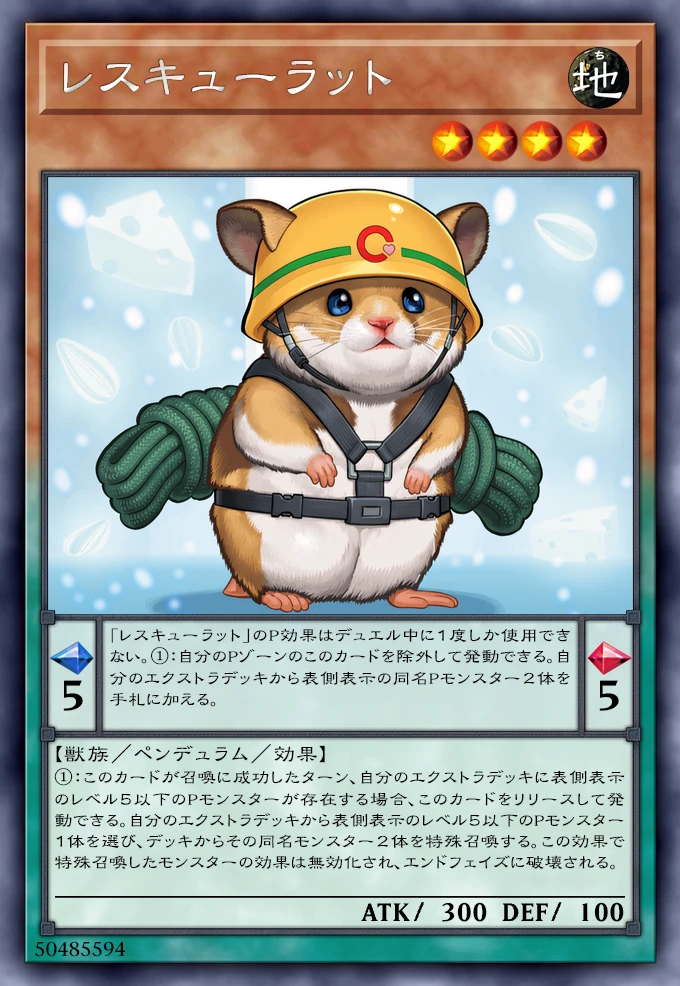 レスキューラット
ち
地
C
「レスキューラット」のP効果はデュエル中に１度しか使用でき
ない。①：自分のPゾーンのこのカードを除外して発動できる。自
分のエクストラデッキから表側表示の同名Pモンスター２体を
手札に加える。
5
5
【獣族／ペンデュラム／効果】
①：このカードが召喚に成功したターン、自分のエクストラデッキに表側表示
のレベル５以下のPモンスターが存在する場合、このカードをリリースして発
動できる。自分のエクストラデッキから表側表示のレベル５以下のPモンスター
１体を選び、デッキからその同名モンスター２体を特殊召喚する。この効果で
特殊召喚したモンスターの効果は無効化され、エンドフェイズに破壊される。
ATK/ 300 DEF/ 100
50485594